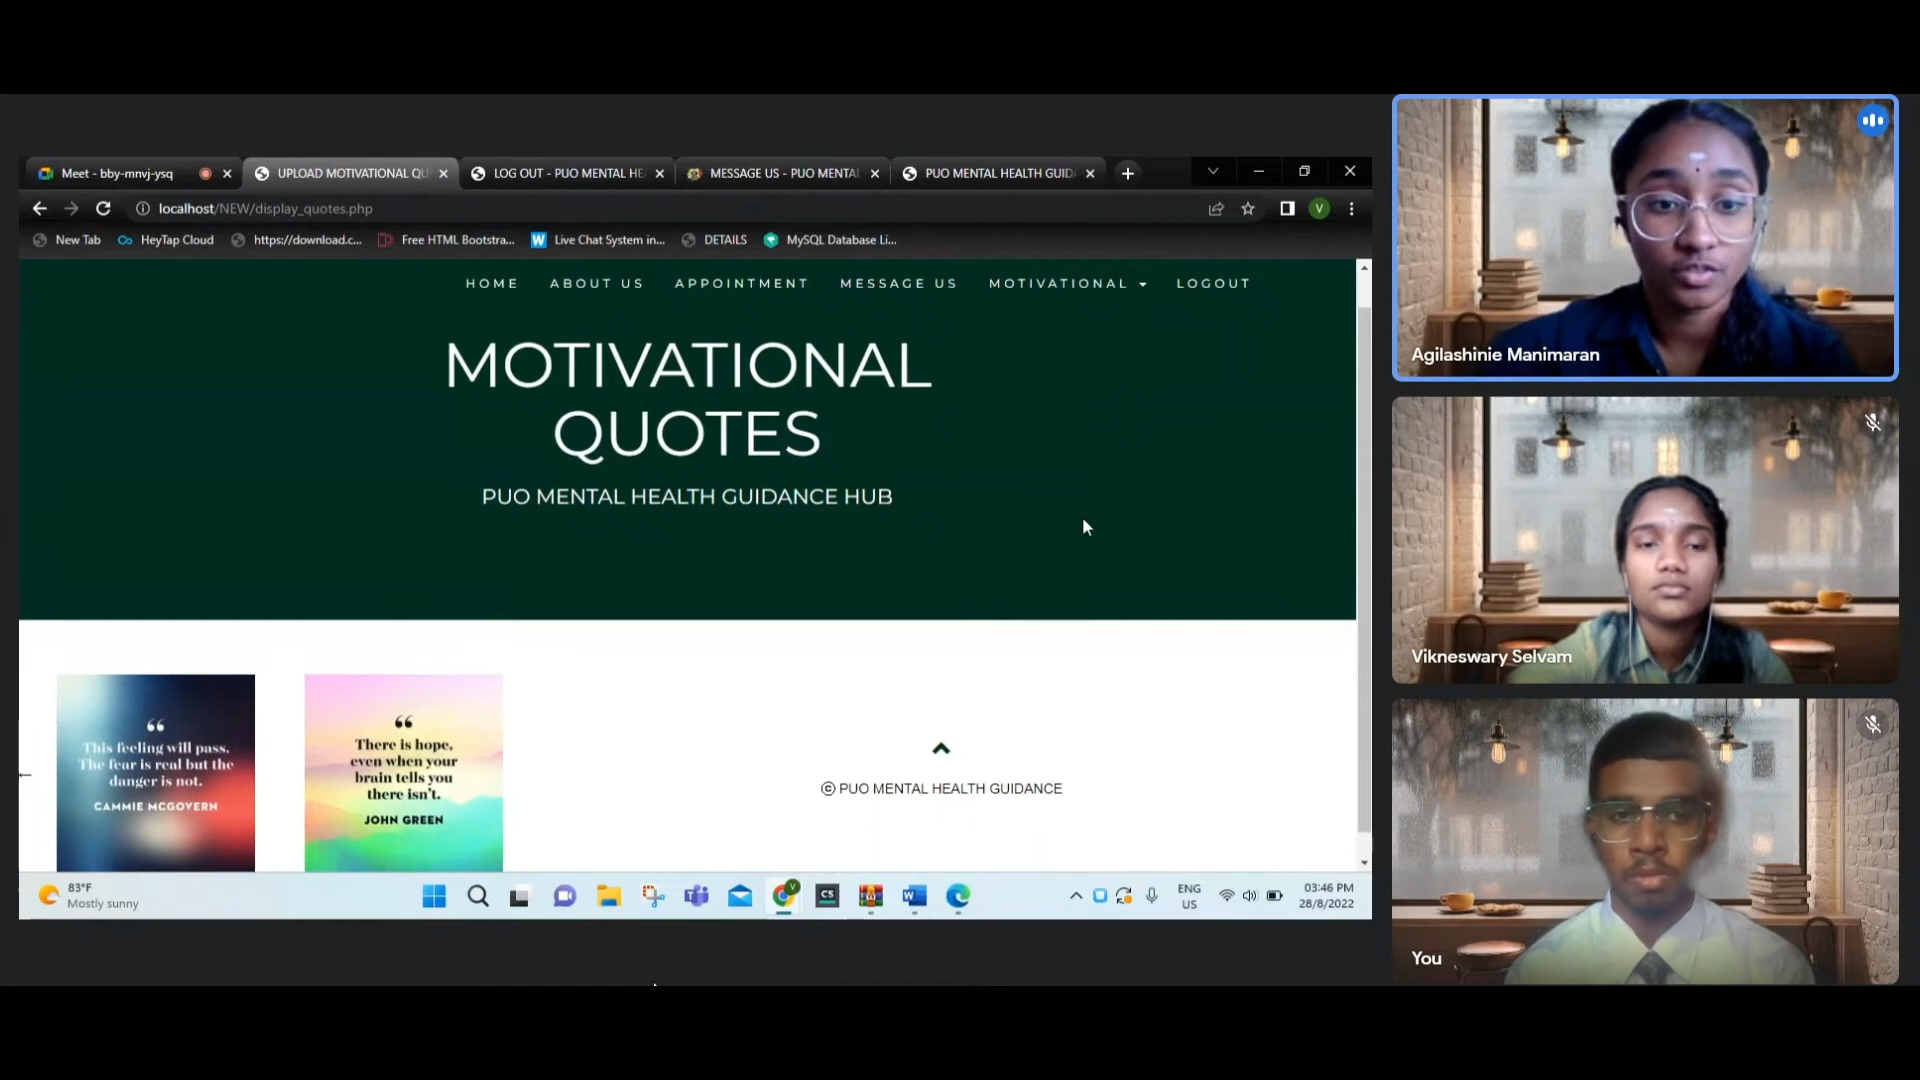 Meet - bby-mnvj-ysq
UPLOAD MOTIVATIONAL QU
LOG OUT - PUO MENTAL HE
MESSAGE US - PUO MENTAL
PUO MENTAL HEALTH GUID
localhost/NEW/display_quotes.php
V
New Tab
HeyTap Cloud
https://download.c...
Free HTML Bootstra...
W
Live Chat System in...
DETAILS
MySQL Database Li...
HOME
ABOUT US
APPOINTMENT
MESSAGE US
MOTIVATIONAL
LOGOUT
MOTIVATIONAL
QUOTES
PUO MENTAL HEALTH GUIDANCE HUB
“
This feeling will pass.
The fear is real but the
danger is not.
CAMMIE MCGOVERN
“
There is hope,
even when your
brain tells you
there isn't.
JOHN GREEN
© PUO MENTAL HEALTH GUIDANCE
83°F
Mostly sunny
V
CS
W
ENG
US
03:46 PM
28/8/2022
Agilashinie Manimaran
Vikneswary Selvam
You